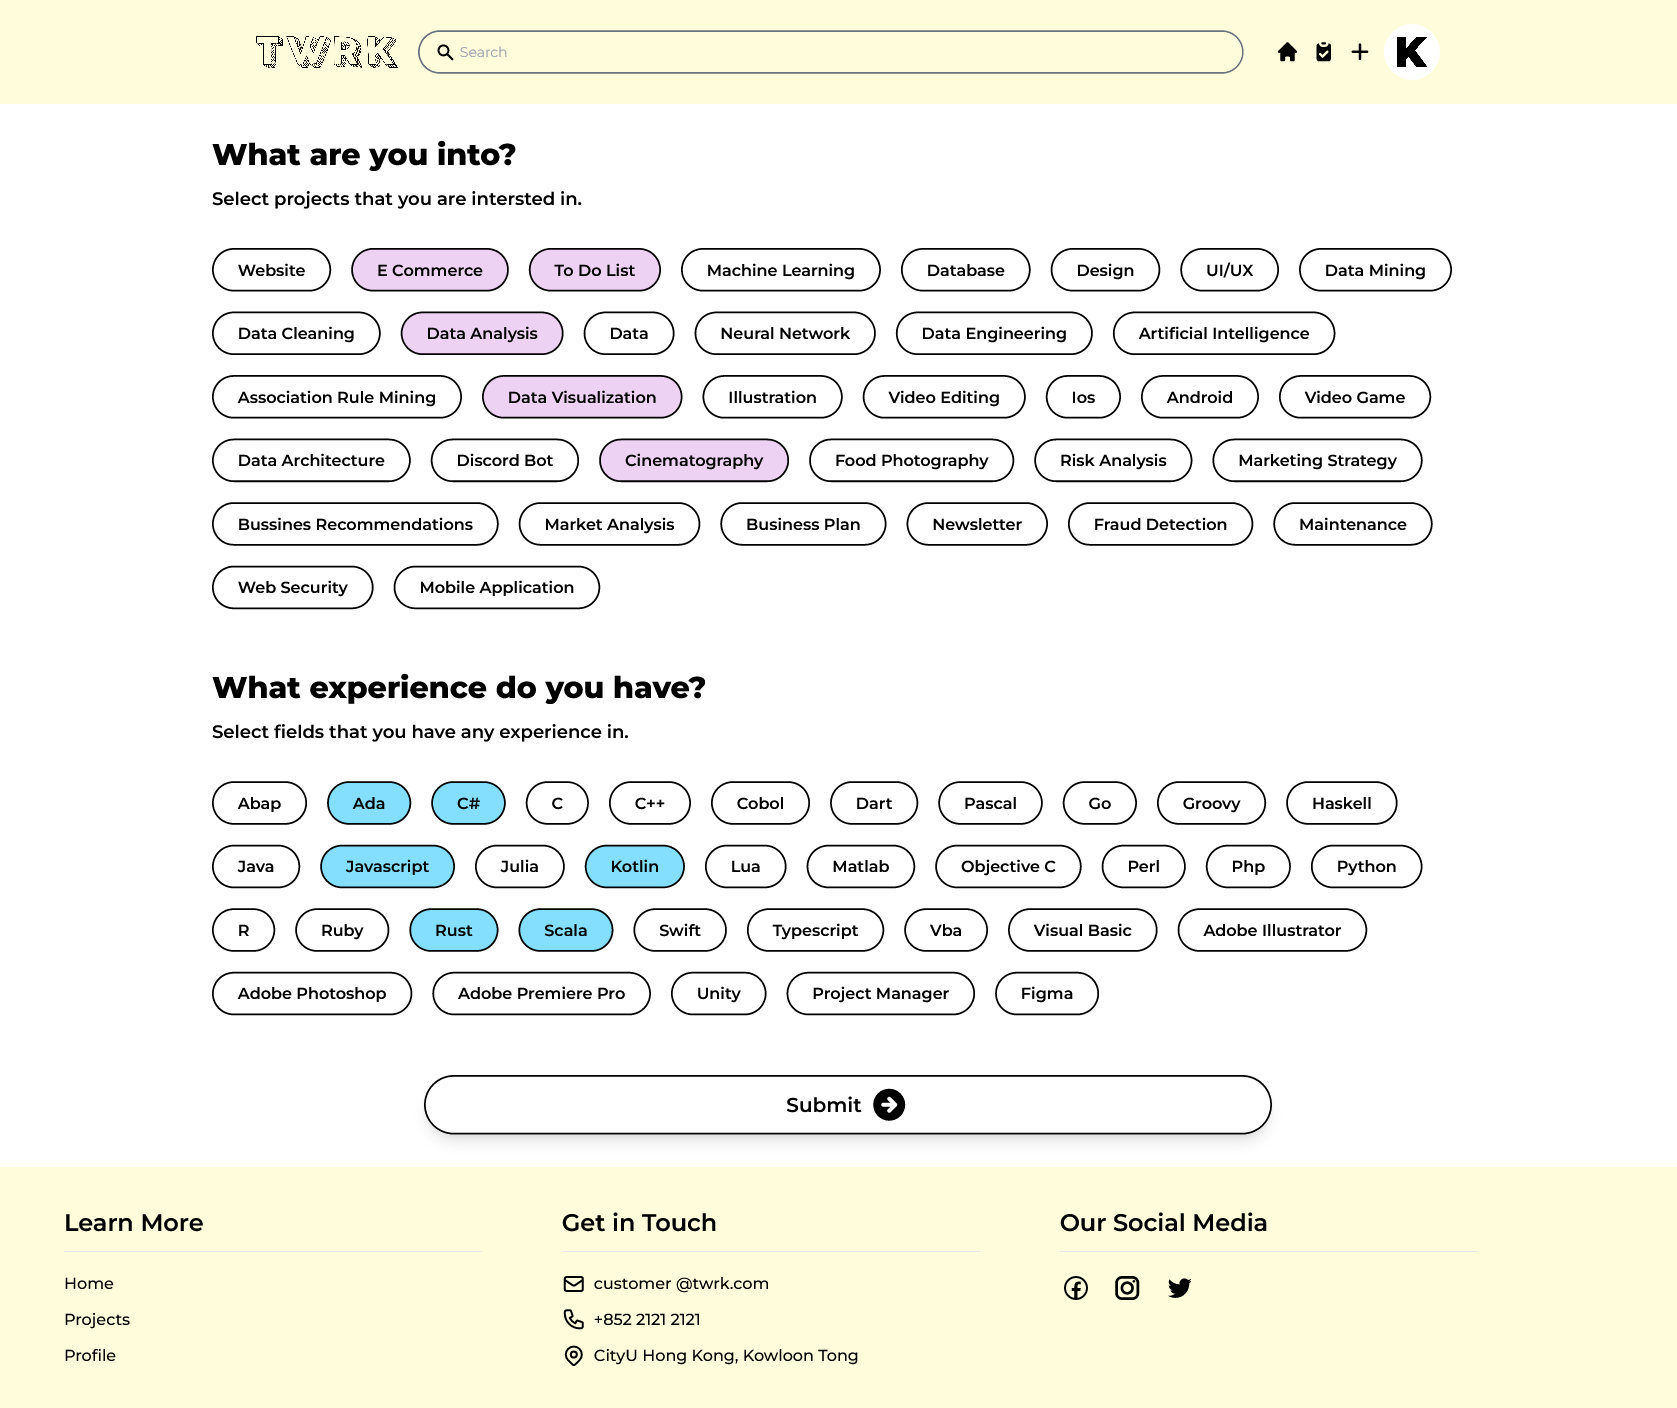 TWRK Search K
What are you into?
Select projects that you are intersted in.
Website E Commerce To Do List Machine Learning Database Design UI/UX Data Mining
Data Cleaning Data Analysis Data Neural Network Data Engineering Artificial Intelligence
Association Rule Mining Data Visualization Illustration Video Editing Ios Android Video Game
Data Architecture Discord Bot Cinematography Food Photography Risk Analysis Marketing Strategy
Bussines Recommendations Market Analysis Business Plan Newsletter Fraud Detection Maintenance
Web Security Mobile Application
What experience do you have?
Select fields that you have any experience in.
Abap Ada C# C C++ Cobol Dart Pascal Go Groovy Haskell
Java Javascript Julia Kotlin Lua Matlab Objective C Perl Php Python
R Ruby Rust Scala Swift Typescript Vba Visual Basic Adobe Illustrator
Adobe Photoshop Adobe Premiere Pro Unity Project Manager Figma
Submit
Learn More
Home
Projects
Profile
Get in Touch
customer @twrk.com
+852 2121 2121
CityU Hong Kong, Kowloon Tong
Our Social Media